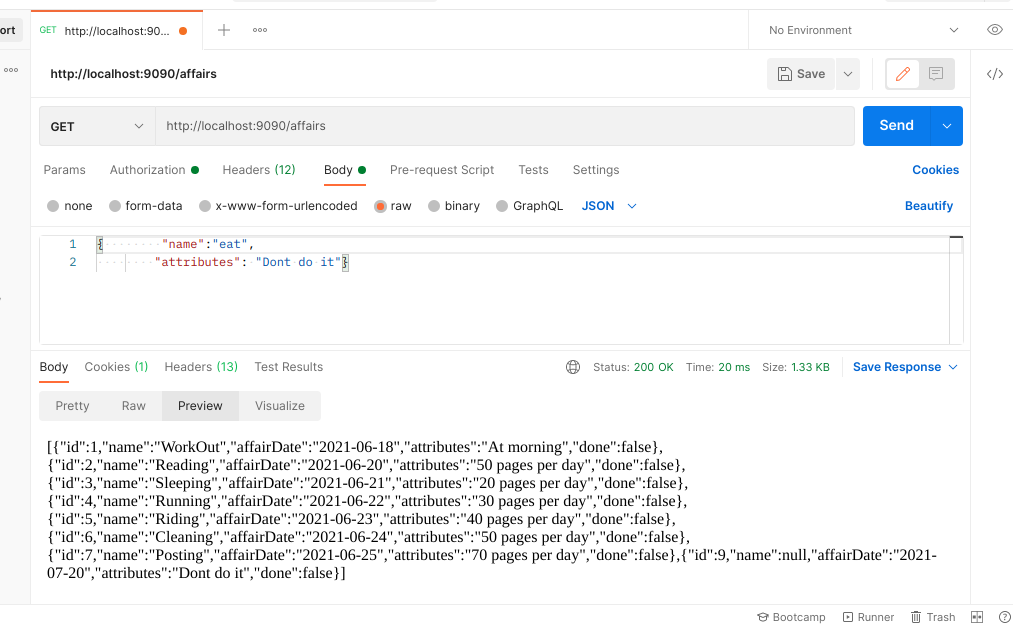 ort GET http://localhost:90... No Environment
http://localhost:9090/affairs Save
GET http://localhost:9090/affairs Send
Params Authorization Headers (12) Body Pre-request Script Tests Settings Cookies
none form-data x-www-form-urlencoded raw binary GraphQL JSON Beautify
1 { "name":"eat",
2 "attributes": "Dont do it"}
Body Cookies (1) Headers (13) Test Results Status: 200 OK Time: 20 ms Size: 1.33 KB Save Response
Pretty Raw Preview Visualize
[{"id":1,"name":"WorkOut","affairDate":"2021-06-18","attributes":"At morning","done":false},
{"id":2,"name":"Reading","affairDate":"2021-06-20","attributes":"50 pages per day","done":false},
{"id":3,"name":"Sleeping","affairDate":"2021-06-21","attributes":"20 pages per day","done":false},
{"id":4,"name":"Running","affairDate":"2021-06-22","attributes":"30 pages per day","done":false},
{"id":5,"name":"Riding","affairDate":"2021-06-23","attributes":"40 pages per day","done":false},
{"id":6,"name":"Cleaning","affairDate":"2021-06-24","attributes":"50 pages per day","done":false},
{"id":7,"name":"Posting","affairDate":"2021-06-25","attributes":"70 pages per day","done":false},{"id":9,"name":null,"affairDate":"2021-
07-20","attributes":"Dont do it","done":false}]
Bootcamp Runner Trash